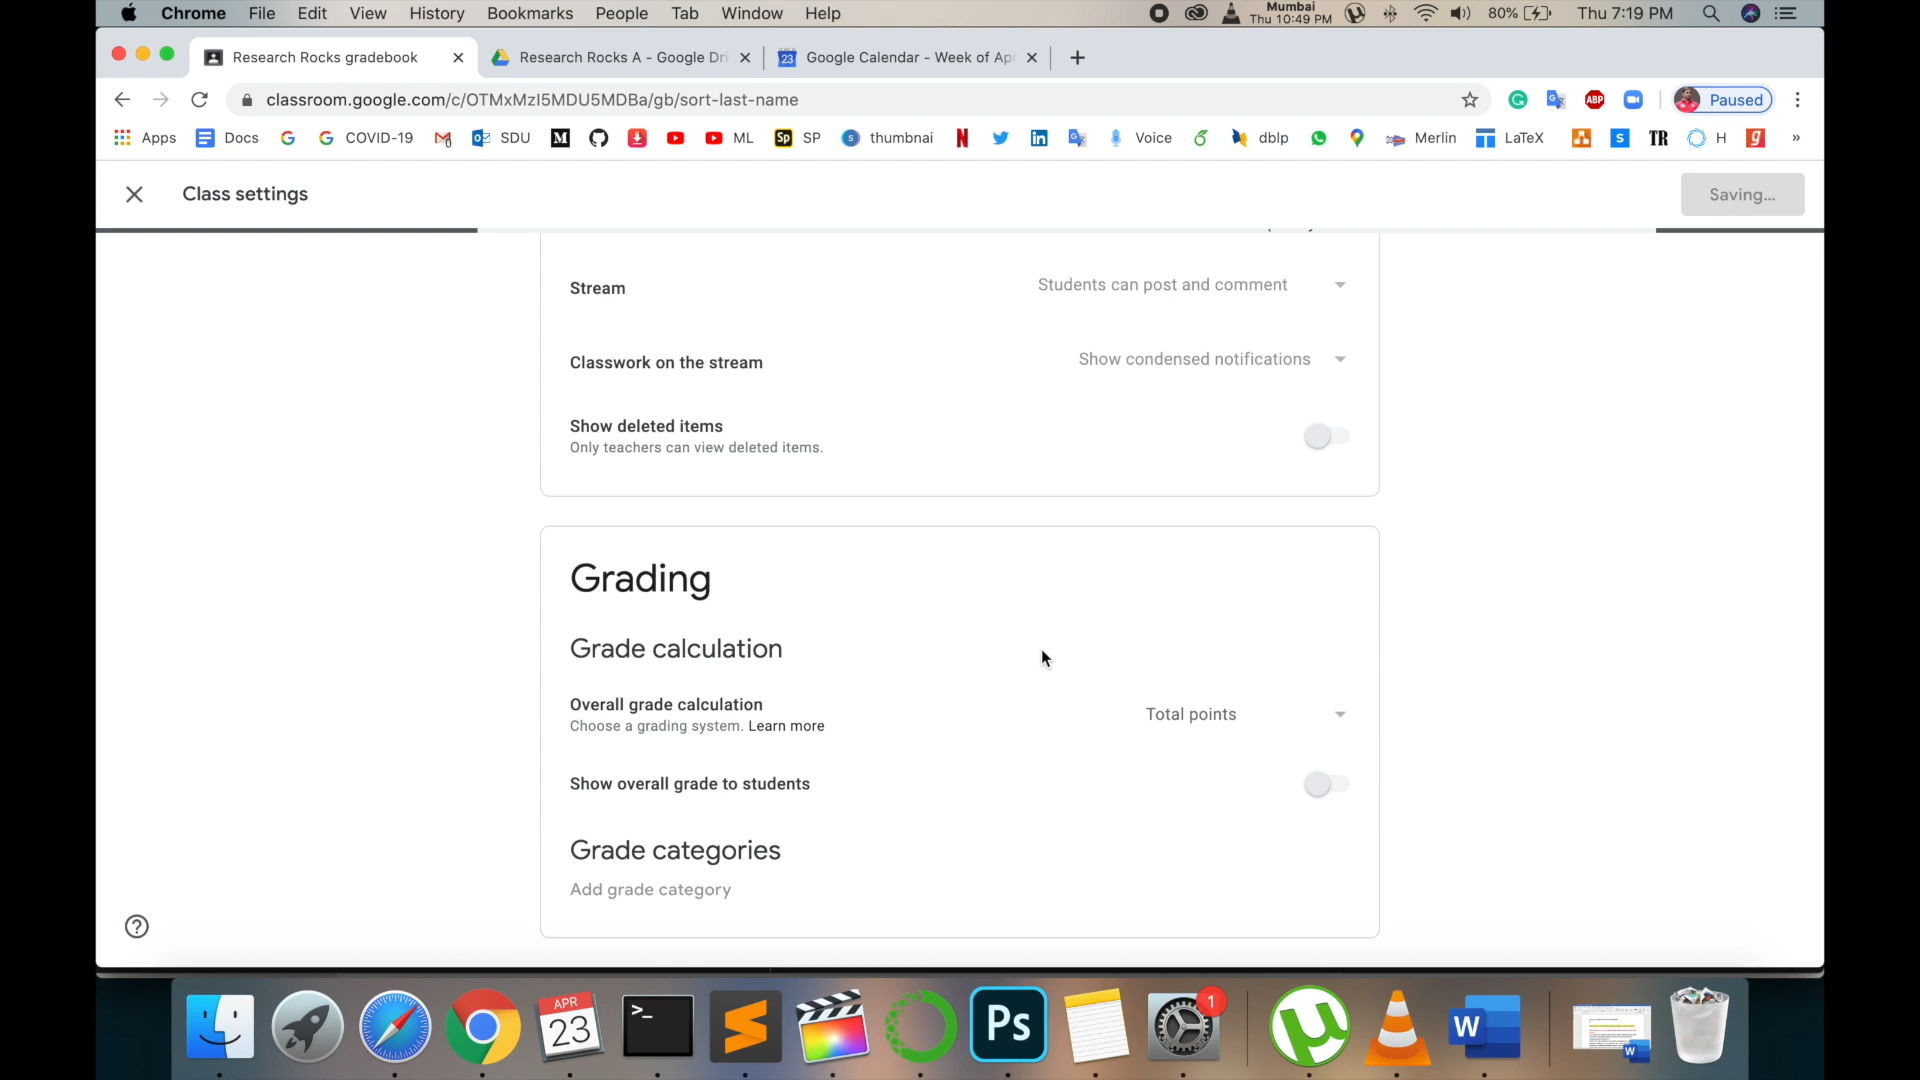 Chrome File Edit View History Bookmarks People Tab Window Help
Mumbai
Thu 10:49 PM
80%
Thu 7:19 PM
Research Rocks gradebook
Research Rocks A - Google Dri
Google Calendar - Week of Ap
23
classroom.google.com/c/OTMxMzI5MDU5MDBa/gb/sort-last-name
ABP
Paused
Apps Docs COVID-19 SDU ML SP thumbnai Voice dblp Merlin LaTeX TR H »
Class settings
Saving...
Stream
Students can post and comment
Classwork on the stream
Show condensed notifications
Show deleted items
Only teachers can view deleted items.
Grading
Grade calculation
Overall grade calculation
Total points
Choose a grading system. Learn more
Show overall grade to students
Grade categories
Add grade category
APR
23
>_
Ps
1
W
W